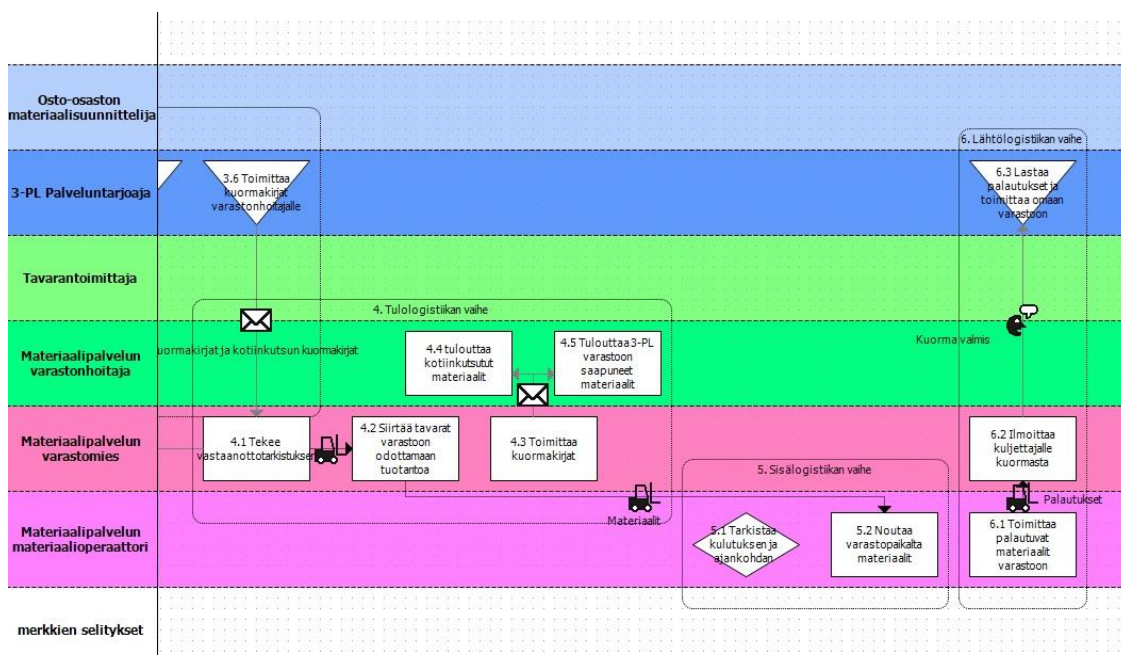 Osto-osaston
materiaalisuunnittelija
6. Lähtölogistiikan vaihe
3-PL Palveluntarjoaja
3.6 Toimittaa
kuormakirjat
varastonhoitajalle
6.3 Lastaa
palautukset ja
toimittaa omaan
varastoon
Tavarantoimittaja
4. Tulologistiikan vaihe
Materiaalipalvelun
varastonhoitaja
uormakirjat ja kotiinkutsun kuormakirjat
4.4 tulouttaa
kotiinkutsutut
materiaalit
4.5 Tulouttaa 3-PL
varastoon
saapuneet
materiaalit
Kuorma valmis
Materiaalipalvelun
varastomies
4.1 Tekee
vastaanottotarkistuksen
4.2 Siirtää tavarat
varastoon
odottamaan
tuotantoa
4.3 Toimittaa
kuormakirjat
5. Sisälogistiikan vaihe
6.2 Ilmoittaa
kuljettajalle
kuormasta
Materiaalipalvelun
materiaalioperaattori
Materiaalit
5.1 Tarkistaa
kulutuksen ja
ajankohdan
5.2 Noutaa
varastopaikalta
materiaalit
Palautukset
6.1 Toimittaa
palautuvat
materiaalit
varastoon
merkkien selitykset